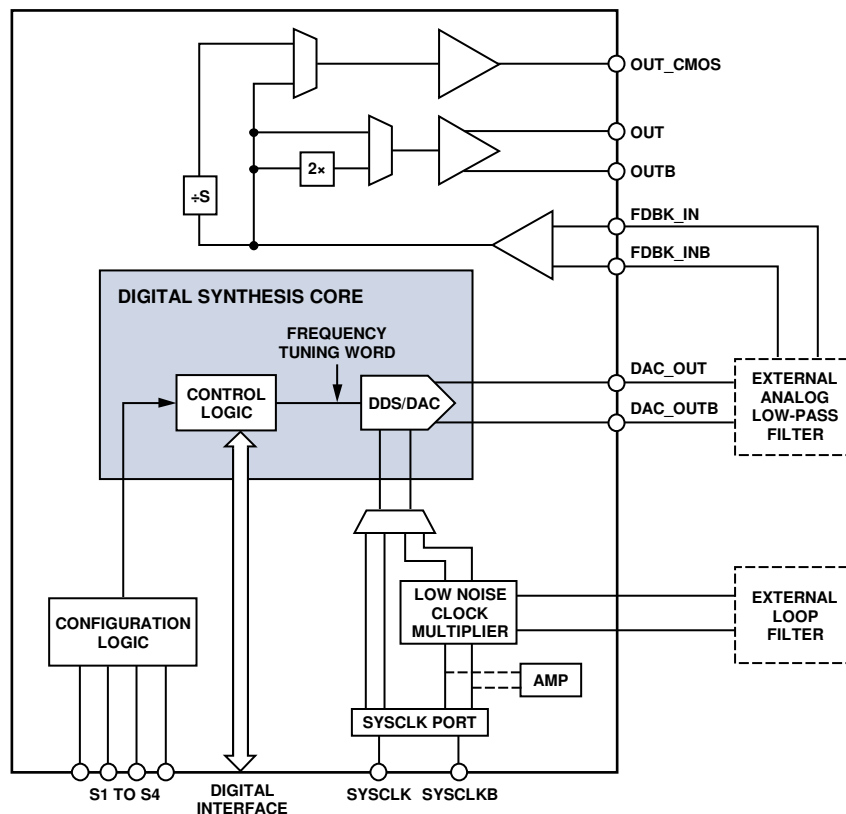 OUT_CMOS
OUT
2×
OUTB
÷S
FDBK_IN
FDBK_INB
DIGITAL SYNTHESIS CORE
FREQUENCY
TUNING WORD
CONTROL
LOGIC
DDS/DAC
DAC_OUT
DAC_OUTB
EXTERNAL
ANALOG
LOW-PASS
FILTER
LOW NOISE
CLOCK
MULTIPLIER
EXTERNAL
LOOP
FILTER
CONFIGURATION
LOGIC
AMP
SYSCLK PORT
S1 TO S4
DIGITAL
INTERFACE
SYSCLK
SYSCLKB